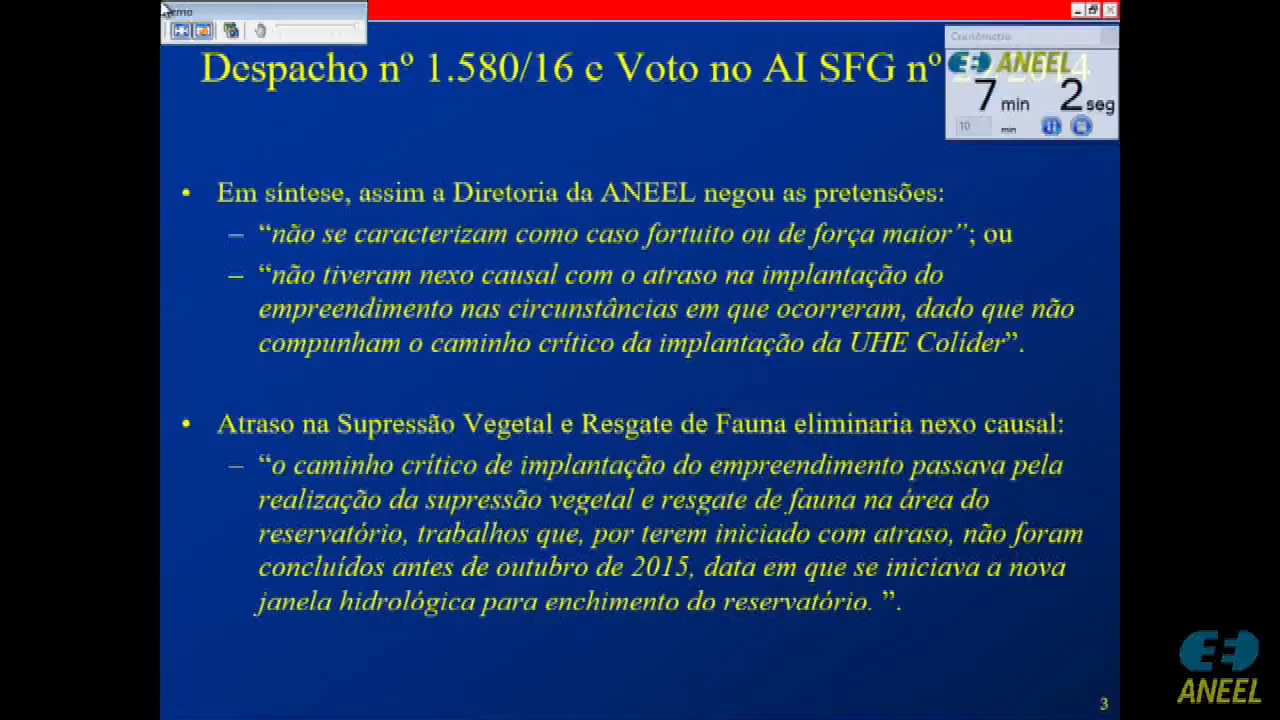 Cronômetro
ANEEL
7 min 2 seg
10 min
Despacho nº 1.580/16 e Voto no AI SFG nº
• Em síntese, assim a Diretoria da ANEEL negou as pretensões:
– “não se caracterizam como caso fortuito ou de força maior”; ou
– “não tiveram nexo causal com o atraso na implantação do
empreendimento nas circunstâncias em que ocorreram, dado que não
compunham o caminho crítico da implantação da UHE Colíder”.
• Atraso na Supressão Vegetal e Resgate de Fauna eliminaria nexo causal:
– “o caminho crítico de implantação do empreendimento passava pela
realização da supressão vegetal e resgate de fauna na área do
reservatório, trabalhos que, por terem iniciado com atraso, não foram
concluídos antes de outubro de 2015, data em que se iniciava a nova
janela hidrológica para enchimento do reservatório. ”.
ANEEL
3